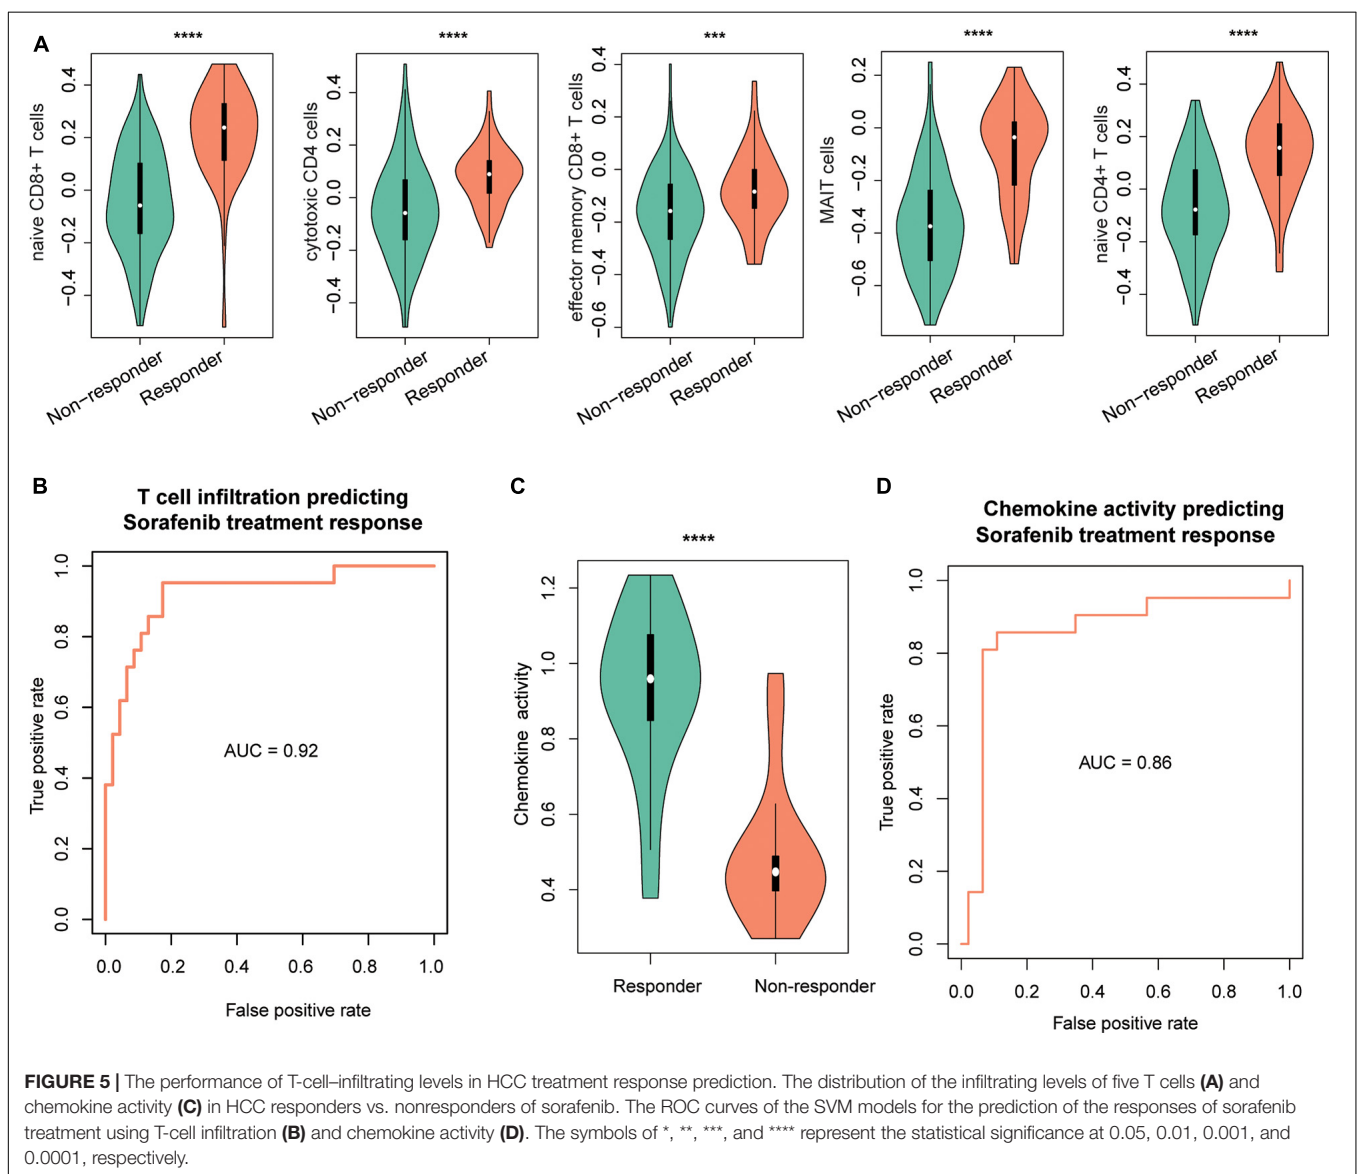 A
**** **** *** **** ****
naive CD8+ T cells
0.4
0.2
0.0
−0.2
−0.4
Non−responder
Responder
cytotoxic CD4 cells
0.4
0.2
0.0
−0.2
−0.4
Non−responder
Responder
effector memory CD8+ T cells
0.4
0.2
0.0
−0.2
−0.4
−0.6
Non−responder
Responder
MAIT cells
0.2
0.0
−0.2
−0.4
−0.6
Non−responder
Responder
naive CD4+ T cells
0.4
0.2
0.0
−0.2
−0.4
Non−responder
Responder
B
T cell infiltration predicting
Sorafenib treatment response
True positive rate
1.0
0.8
0.6
0.4
0.2
0.0
AUC = 0.92
0.0 0.2 0.4 0.6 0.8 1.0
False positive rate
C
****
Chemokine activity
1.2
1.0
0.8
0.6
0.4
Responder Non-responder
D
Chemokine activity predicting
Sorafenib treatment response
True positive rate
1.0
0.8
0.6
0.4
0.2
0.0
AUC = 0.86
0.0 0.2 0.4 0.6 0.8 1.0
False positive rate
FIGURE 5 | The performance of T-cell–infiltrating levels in HCC treatment response prediction. The distribution of the infiltrating levels of five T cells (A) and
chemokine activity (C) in HCC responders vs. nonresponders of sorafenib. The ROC curves of the SVM models for the prediction of the responses of sorafenib
treatment using T-cell infiltration (B) and chemokine activity (D). The symbols of *, **, ***, and **** represent the statistical significance at 0.05, 0.01, 0.001, and
0.0001, respectively.